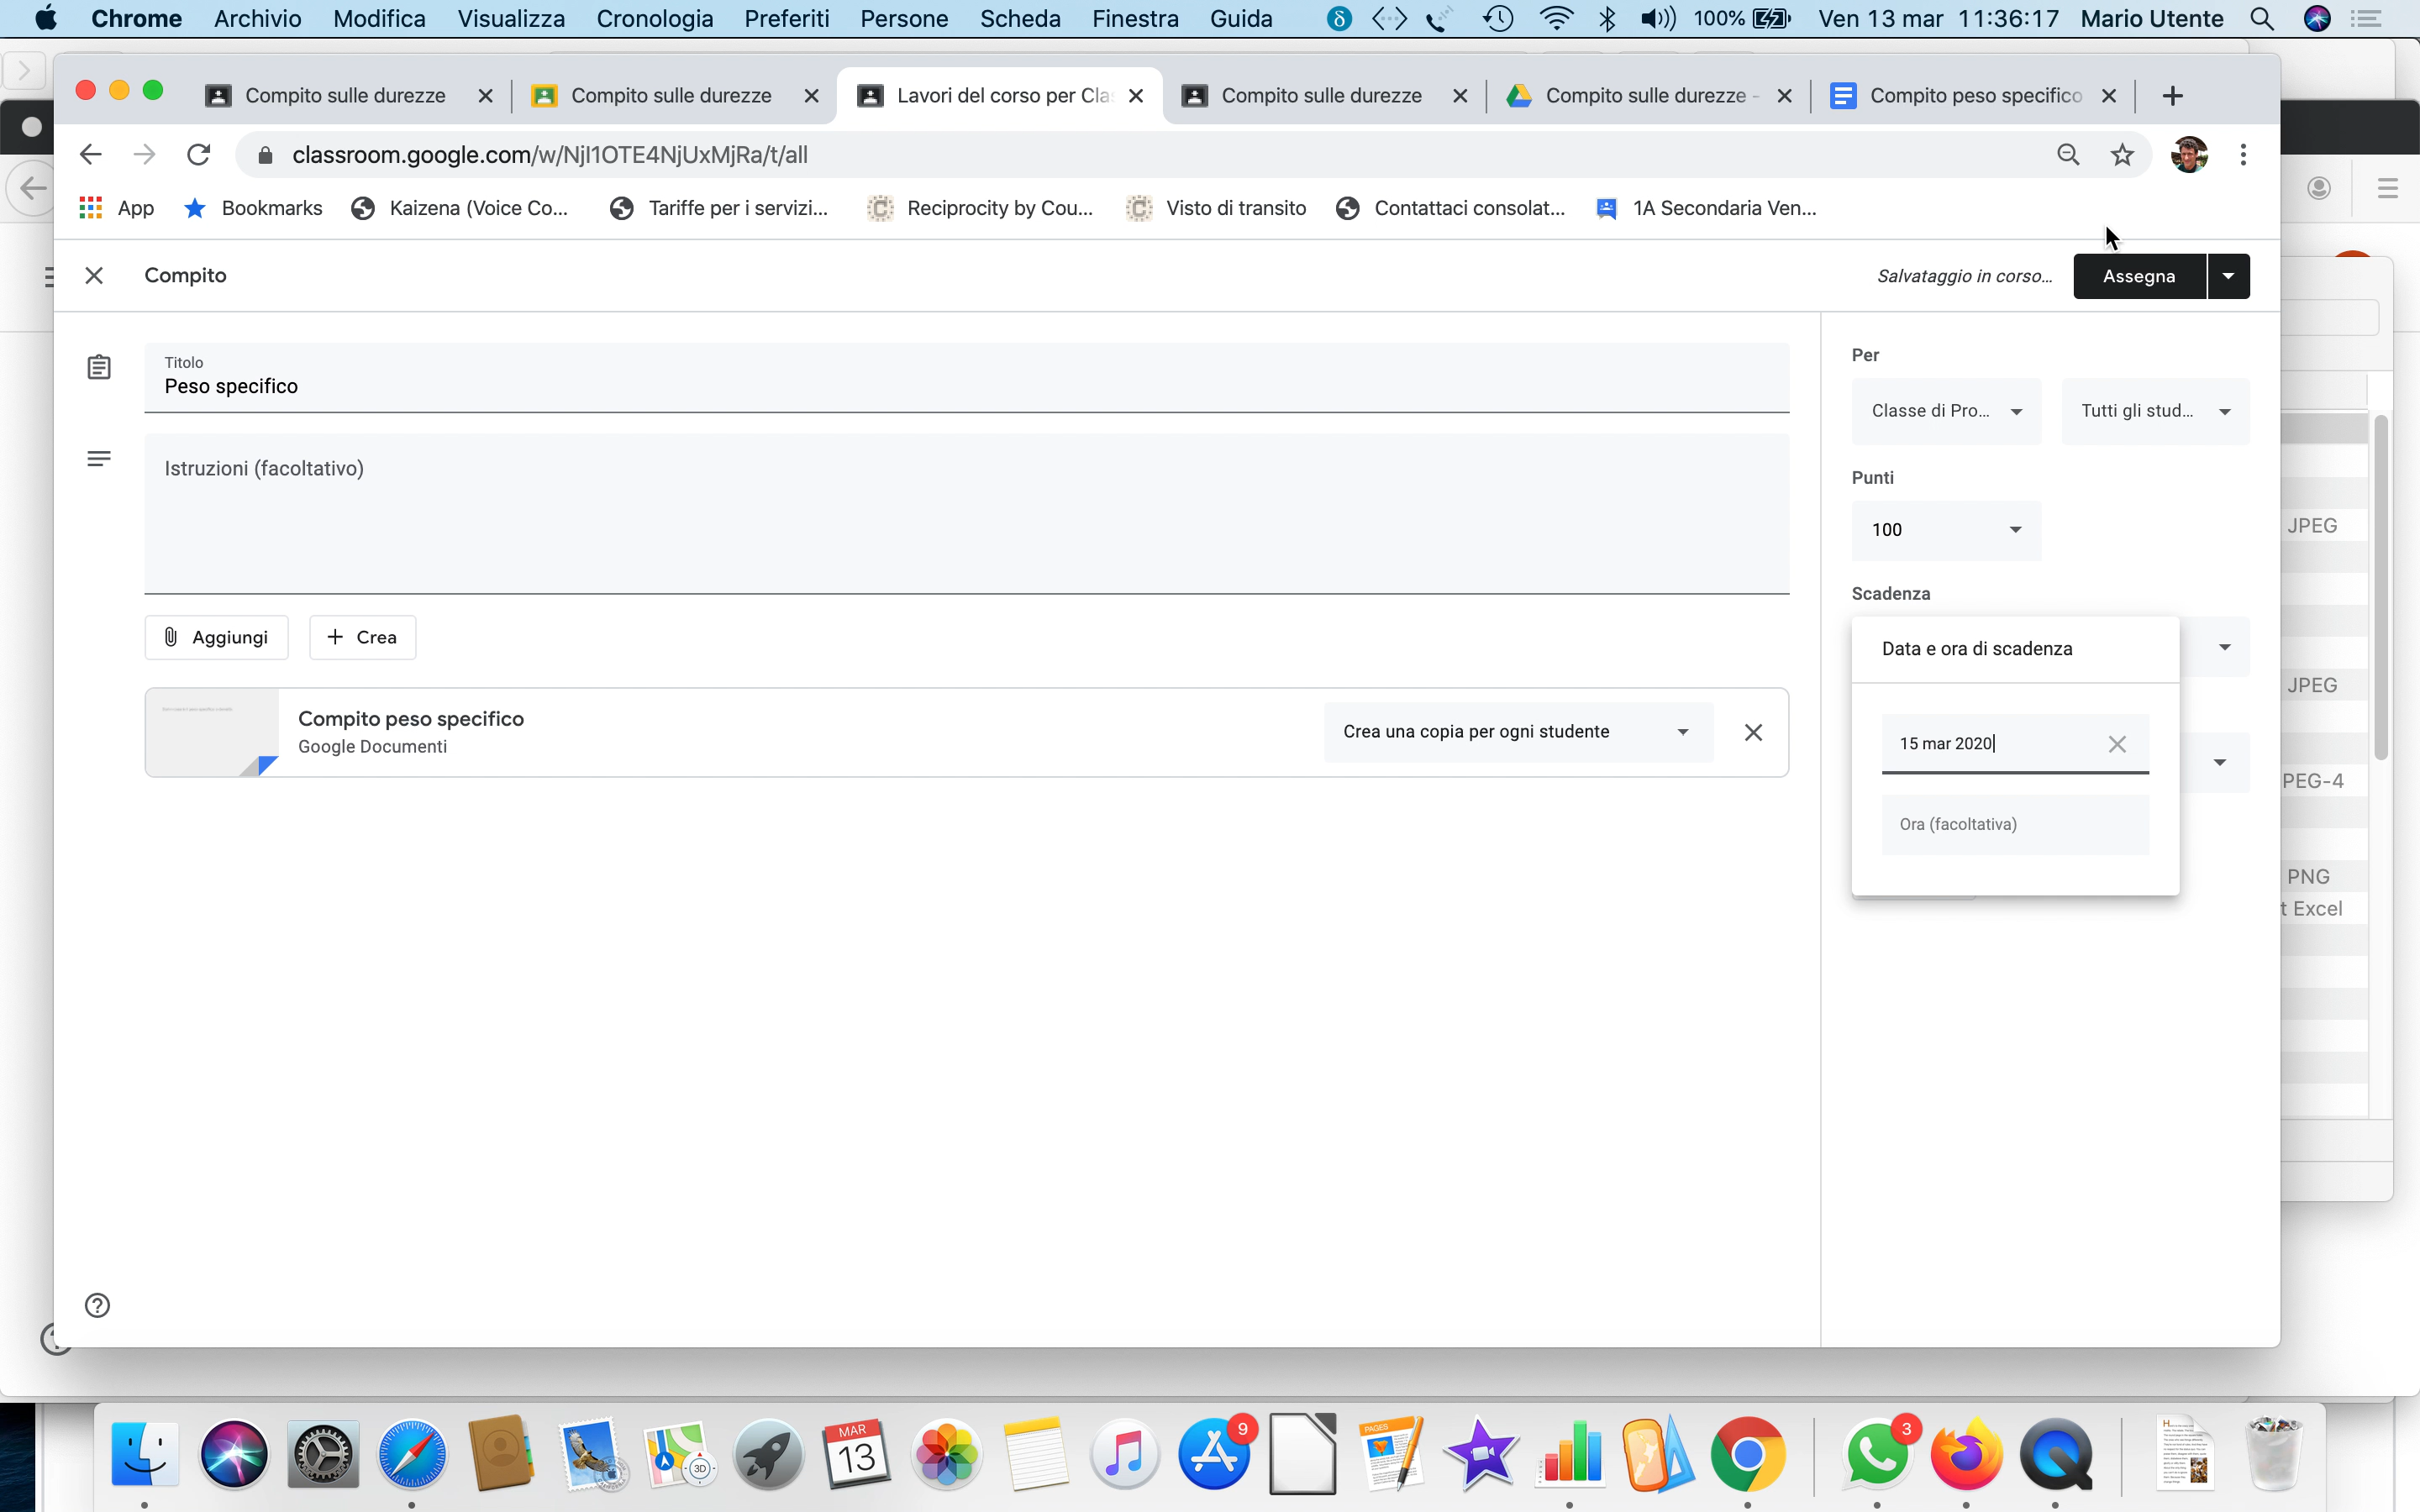 Chrome Archivio Modifica Visualizza Cronologia Preferiti Persone Scheda Finestra Guida 100% Ven 13 mar 11:36:17 Mario Utente
Compito sulle durezze Compito sulle durezze Lavori del corso per Cla Compito sulle durezze Compito sulle durezze - Compito peso specifico
classroom.google.com/w/NjI1OTE4NjUxMjRa/t/all
App Bookmarks Kaizena (Voice Co... Tariffe per i servizi... Reciprocity by Cou... Visto di transito Contattaci consolat... 1A Secondaria Ven...
Compito Salvataggio in corso... Assegna
Titolo
Peso specifico
Istruzioni (facoltativo)
Aggiungi Crea
Compito peso specifico
Google Documenti
Crea una copia per ogni studente
Per
Classe di Pro... Tutti gli stud...
Punti
100
Scadenza
Data e ora di scadenza
15 mar 2020
Ora (facoltativa)
JPEG
JPEG
PEG-4
PNG
t Excel
MAR
13
3D
9
PAGES
3